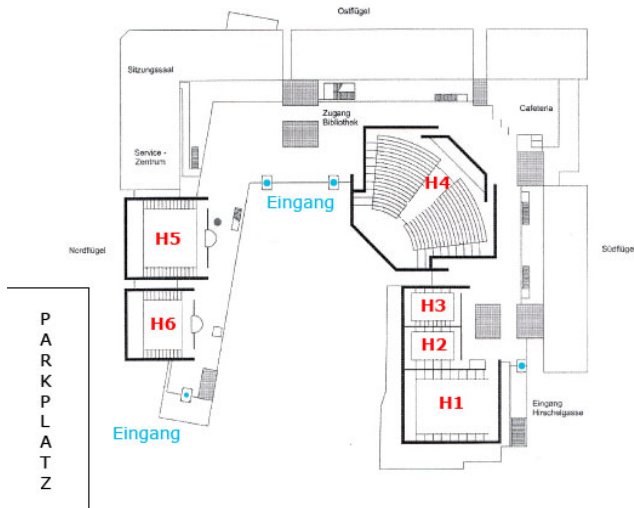 Ostflügel
Sitzungssaal
Zugang
Bibliothek
Cafeteria
Service -
Zentrum
Eingang
H4
H5
Nordflügel
Südflügel
H6
H3
H2
H1
PARKPLATZ
Eingang
Hirschelgasse
Eingang